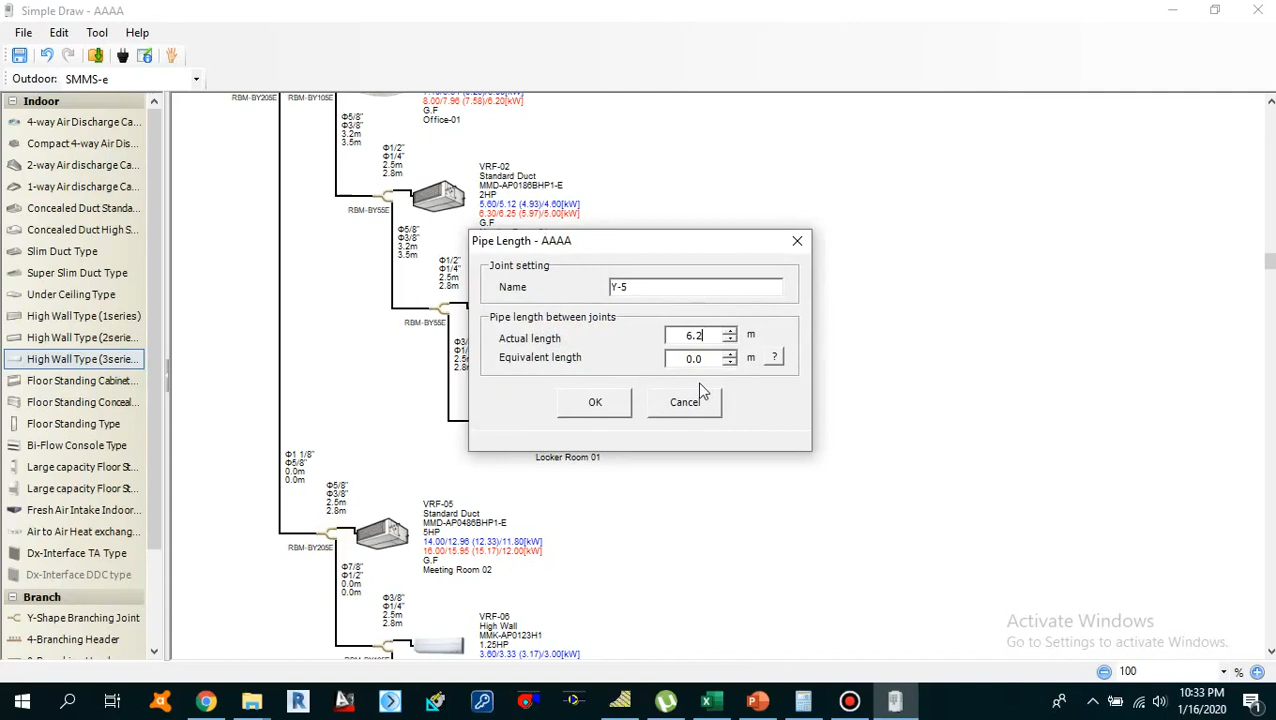 Simple Draw - AAAA
File Edit Tool Help
Outdoor: SMMS-e
Indoor
4-way Air Discharge Ca...
Compact 4-way Air Dis...
2-way Air discharge Ca...
1-way Air discharge Ca...
Concealed Duct Standa...
Concealed Duct High S...
Slim Duct Type
Super Slim Duct Type
Under Ceiling Type
High Wall Type (1series)
High Wall Type (2serie...
High Wall Type (3serie...
Floor Standing Cabinet...
Floor Standing Conceal...
Floor Standing Type
Bi-Flow Console Type
Large capacity Floor St...
Large capacity Floor St...
Fresh Air Intake Indoor...
Air to Air Heat exchang...
Dx-Interface TA Type
Dx-Interface DDC type
Branch
Y-Shape Branching Joint
4-Branching Header
RBM-BY205E RBM-BY105E
8.00/7.96 (7.58)/6.20[kW]
G.F
Office-01
Φ5/8"
Φ3/8"
3.2m
3.5m
Φ1/2"
Φ1/4"
2.5m
2.8m
RBM-BY55E
VRF-02
Standard Duct
MMD-AP0186BHP1-E
2HP
5.60/5.12 (4.93)/4.60[kW]
6.30/6.25 (5.97)/5.00[kW]
G.F
Φ5/8"
Φ3/8"
3.2m
3.5m
Φ1/2"
Φ1/4"
2.5m
2.8m
RBM-BY55E
Pipe Length - AAAA
Joint setting
Name Y-5
Pipe length between joints
Actual length 6.2 m
Equivalent length 0.0 m ?
OK Cancel
Locker Room 01
Φ1 1/8"
Φ5/8"
0.0m
0.0m
Φ5/8"
Φ3/8"
2.5m
2.8m
RBM-BY205E
VRF-05
Standard Duct
MMD-AP0486BHP1-E
5HP
14.00/12.96 (12.33)/11.80[kW]
16.00/15.95 (15.17)/12.00[kW]
G.F
Meeting Room 02
Φ7/8"
Φ1/2"
0.0m
0.0m
Φ3/8"
Φ1/4"
2.5m
2.8m
VRF-06
High Wall
MMK-AP0123H1
1.25HP
3.60/3.33 (3.17)/3.00[kW]
Activate Windows
Go to Settings to activate Windows.
100 %
10:33 PM
1/16/2020